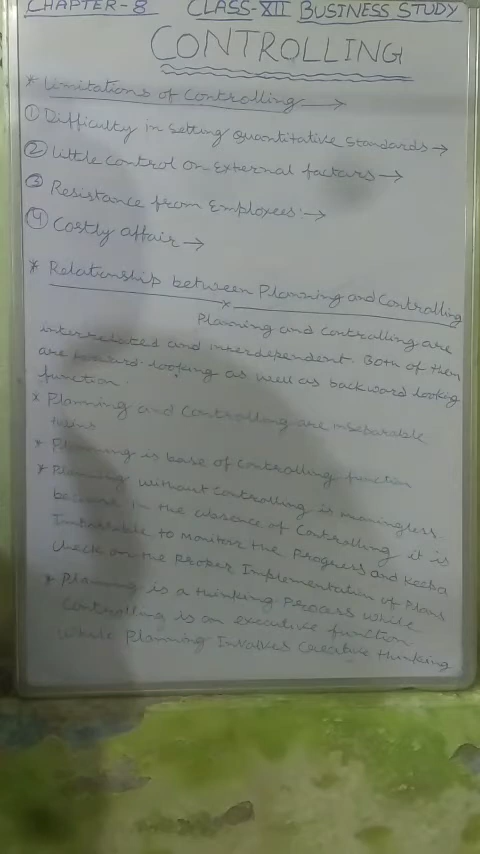 CHAPTER-8 CLASS-XII BUSINESS STUDY
CONTROLLING
* Limitations of Controlling →
① Difficulty in setting Quantitative Standards →
② Little control on External factors →
③ Resistance from Employees :→
④ Costly affair →
* Relationship between Planning and Controlling
Planning and Controlling are
interrelated and interdependent. Both of them
are forward looking as well as backward looking
function.
* Planning and Controlling are inseparable
twins
* Planning is base of Controlling function
* Planning without Controlling is meaningless
because in the absence of Controlling it is
Impossible to monitor the Progress and keep a
check on the Proper Implementation of Plans
* Planning is a thinking Process while
Controlling is an executive function
While Planning Involves Creative thinking